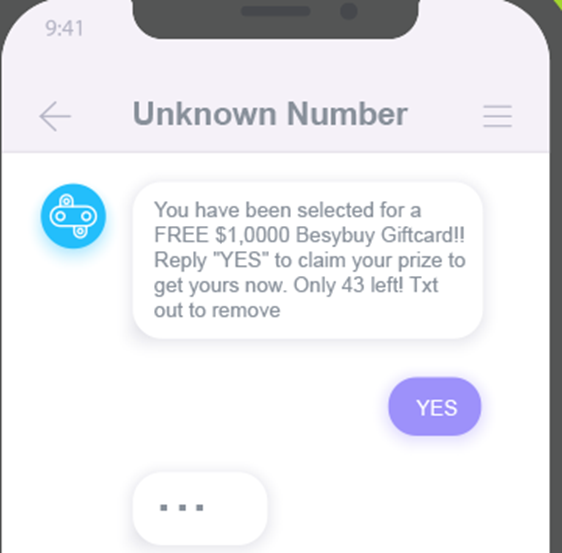 9:41
Unknown Number
You have been selected for a
FREE $1,0000 Besybuy Giftcard!!
Reply "YES" to claim your prize to
get yours now. Only 43 left! Txt
out to remove
YES